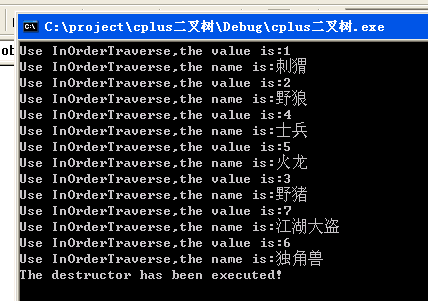 C:\project\cplus二叉树\Debug\cplus二叉树.exe
Use InOrderTraverse,the value is:1
Use InOrderTraverse,the name is:刺猬
Use InOrderTraverse,the value is:2
Use InOrderTraverse,the name is:野狼
Use InOrderTraverse,the value is:4
Use InOrderTraverse,the name is:士兵
Use InOrderTraverse,the value is:5
Use InOrderTraverse,the name is:火龙
Use InOrderTraverse,the value is:3
Use InOrderTraverse,the name is:野猪
Use InOrderTraverse,the value is:7
Use InOrderTraverse,the name is:江湖大盗
Use InOrderTraverse,the value is:6
Use InOrderTraverse,the name is:独角兽
The destructor has been executed!